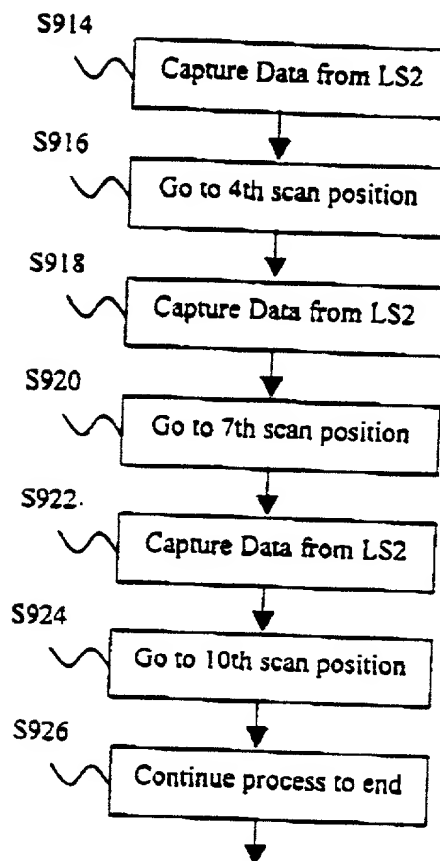 S914
Capture Data from LS2
S916
Go to 4th scan position
S918
Capture Data from LS2
S920
Go to 7th scan position
S922.
Capture Data from LS2
S924
Go to 10th scan position
S926
Continue process to end